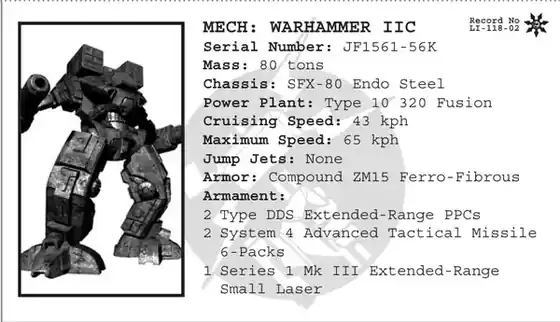 MECH: WARHAMMER IIC
Record No
LI-118-02
Serial Number: JF1561-56K
Mass: 80 tons
Chassis: SFX-80 Endo Steel
Power Plant: Type 10 320 Fusion
Cruising Speed: 43 kph
Maximum Speed: 65 kph
Jump Jets: None
Armor: Compound ZM15 Ferro-Fibrous
Armament:
2 Type DDS Extended-Range PPCs
2 System 4 Advanced Tactical Missile
6-Packs
1 Series 1 Mk III Extended-Range
Small Laser